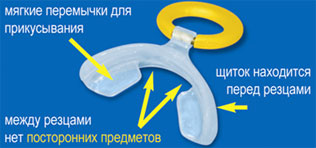 мягкие перемычки для
прикусывания
щиток находится
перед резцами
между резцами
нет посторонних предметов